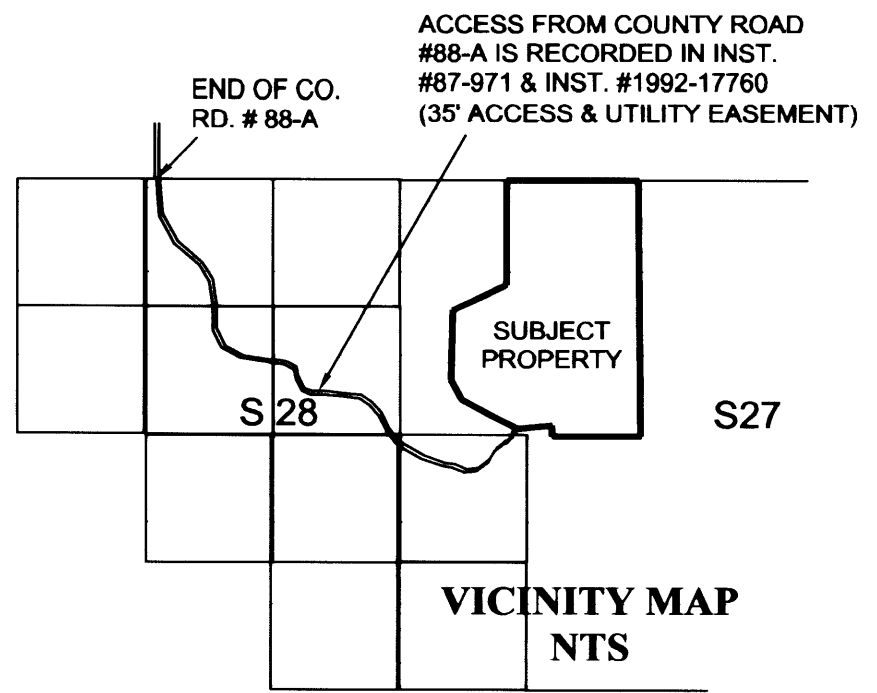 ACCESS FROM COUNTY ROAD
#88-A IS RECORDED IN INST.
#87-971 & INST. #1992-17760
(35' ACCESS & UTILITY EASEMENT)
END OF CO.
RD. # 88-A
SUBJECT
PROPERTY
S 28
S27
VICINITY MAP
NTS